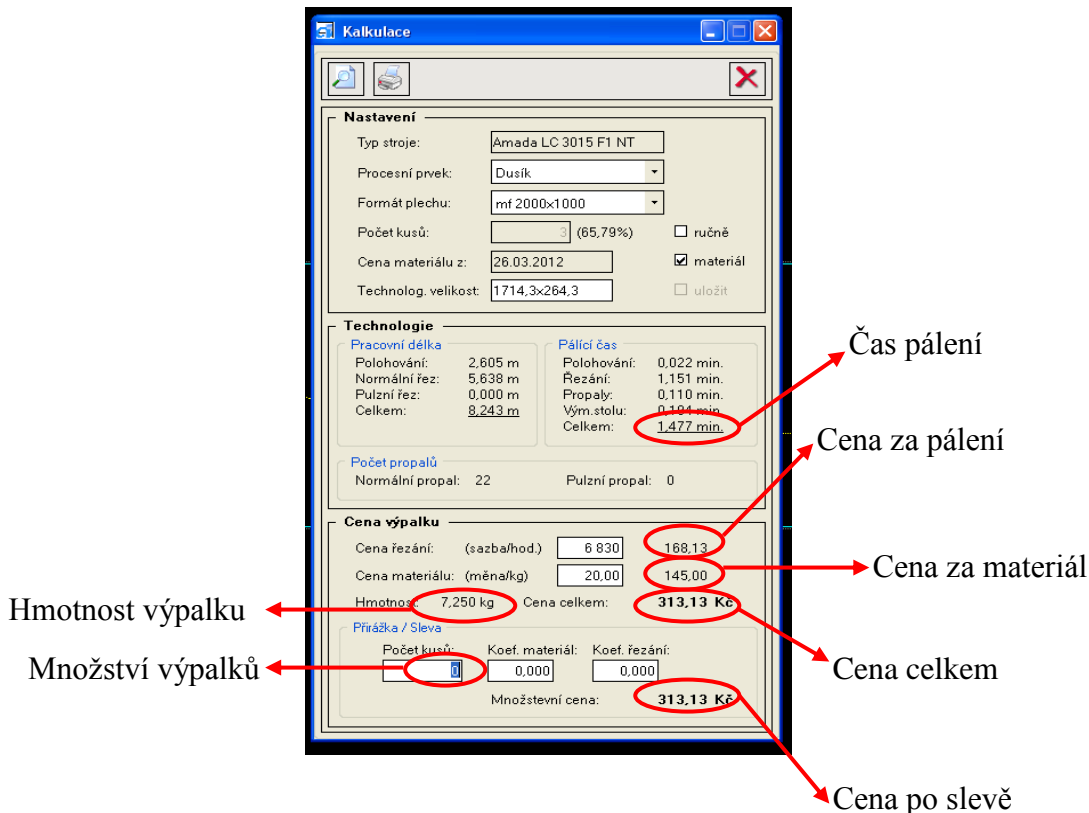 Kalkulace
Nastavení
Typ stroje: Amada LC 3015 F1 NT
Procesní prvek: Dusík
Formát plechu: mf 2000x1000
Počet kusů: 3 (65,79%) ručně
Cena materiálu z: 26.03.2012 materiál
Technolog. velikost: 1714,3x264,3 uložit
Technologie
Pracovní délka
Polohování: 2,605 m
Normální řez: 5,638 m
Pulzní řez: 0,000 m
Celkem: 8,243 m
Pálící čas
Polohování: 0,022 min.
Řezání: 1,151 min.
Propaly: 0,110 min.
Vým.stolu: 0,194 min.
Celkem: 1,477 min.
Čas pálení
Počet propalů
Normální propal: 22 Pulzní propal: 0
Cena za pálení
Cena výpalku
Cena řezání: (sazba/hod.) 6 830 168,13
Cena materiálu: (měna/kg) 20,00 145,00
Cena za materiál
Hmotnost: 7,250 kg Cena celkem: 313,13 Kč
Hmotnost výpalku
Přirážka / Sleva
Počet kusů: Koef. materiál: Koef. řezání:
0 0,000 0,000
Množství výpalků
Cena celkem
Množstevní cena: 313,13 Kč
Cena po slevě